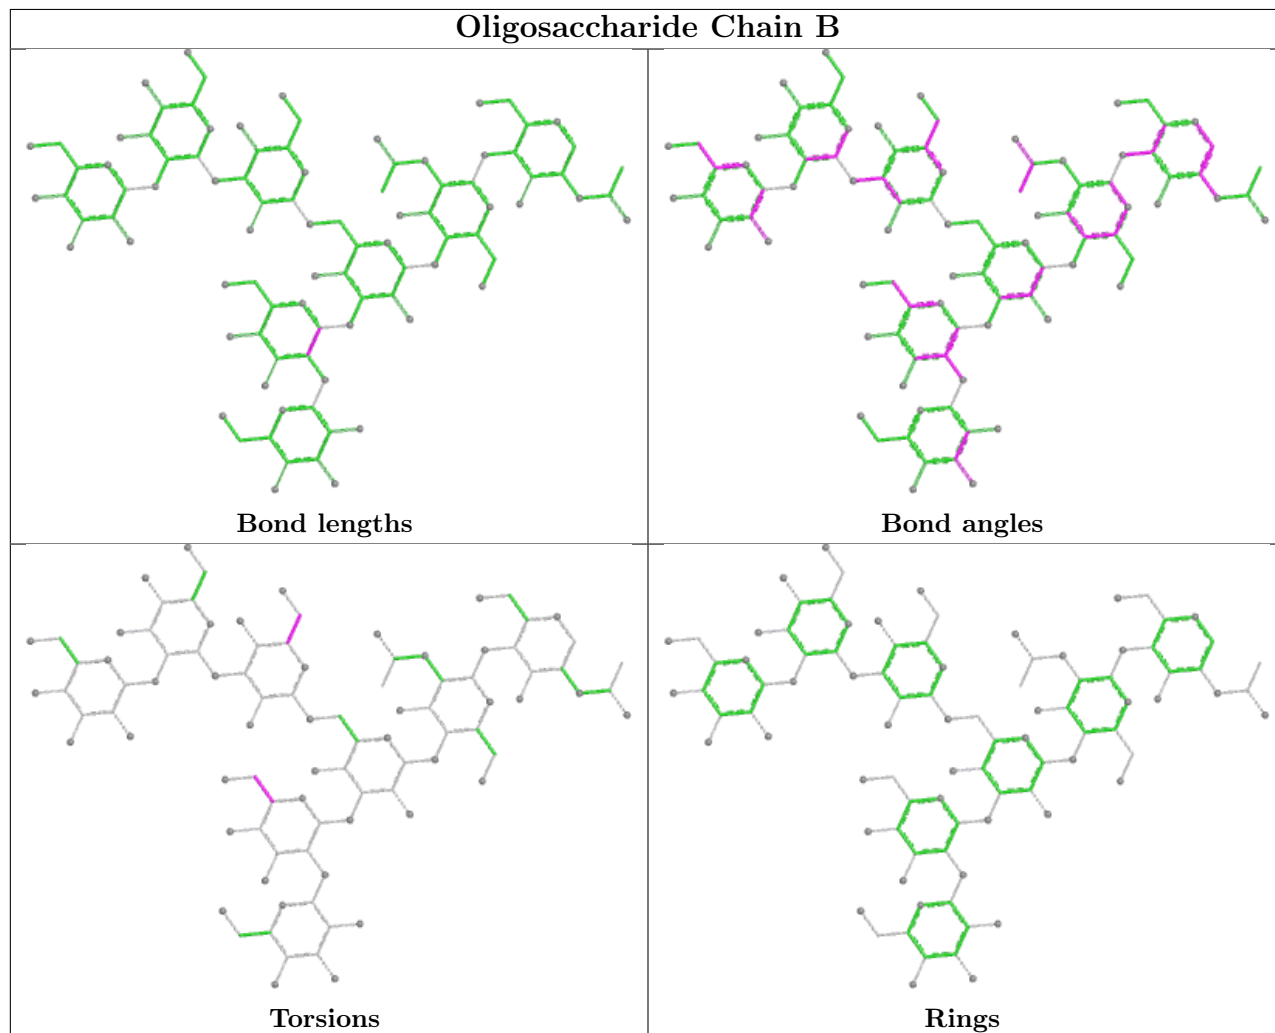 Oligosaccharide Chain B
Bond lengths
Bond angles
Torsions
Rings